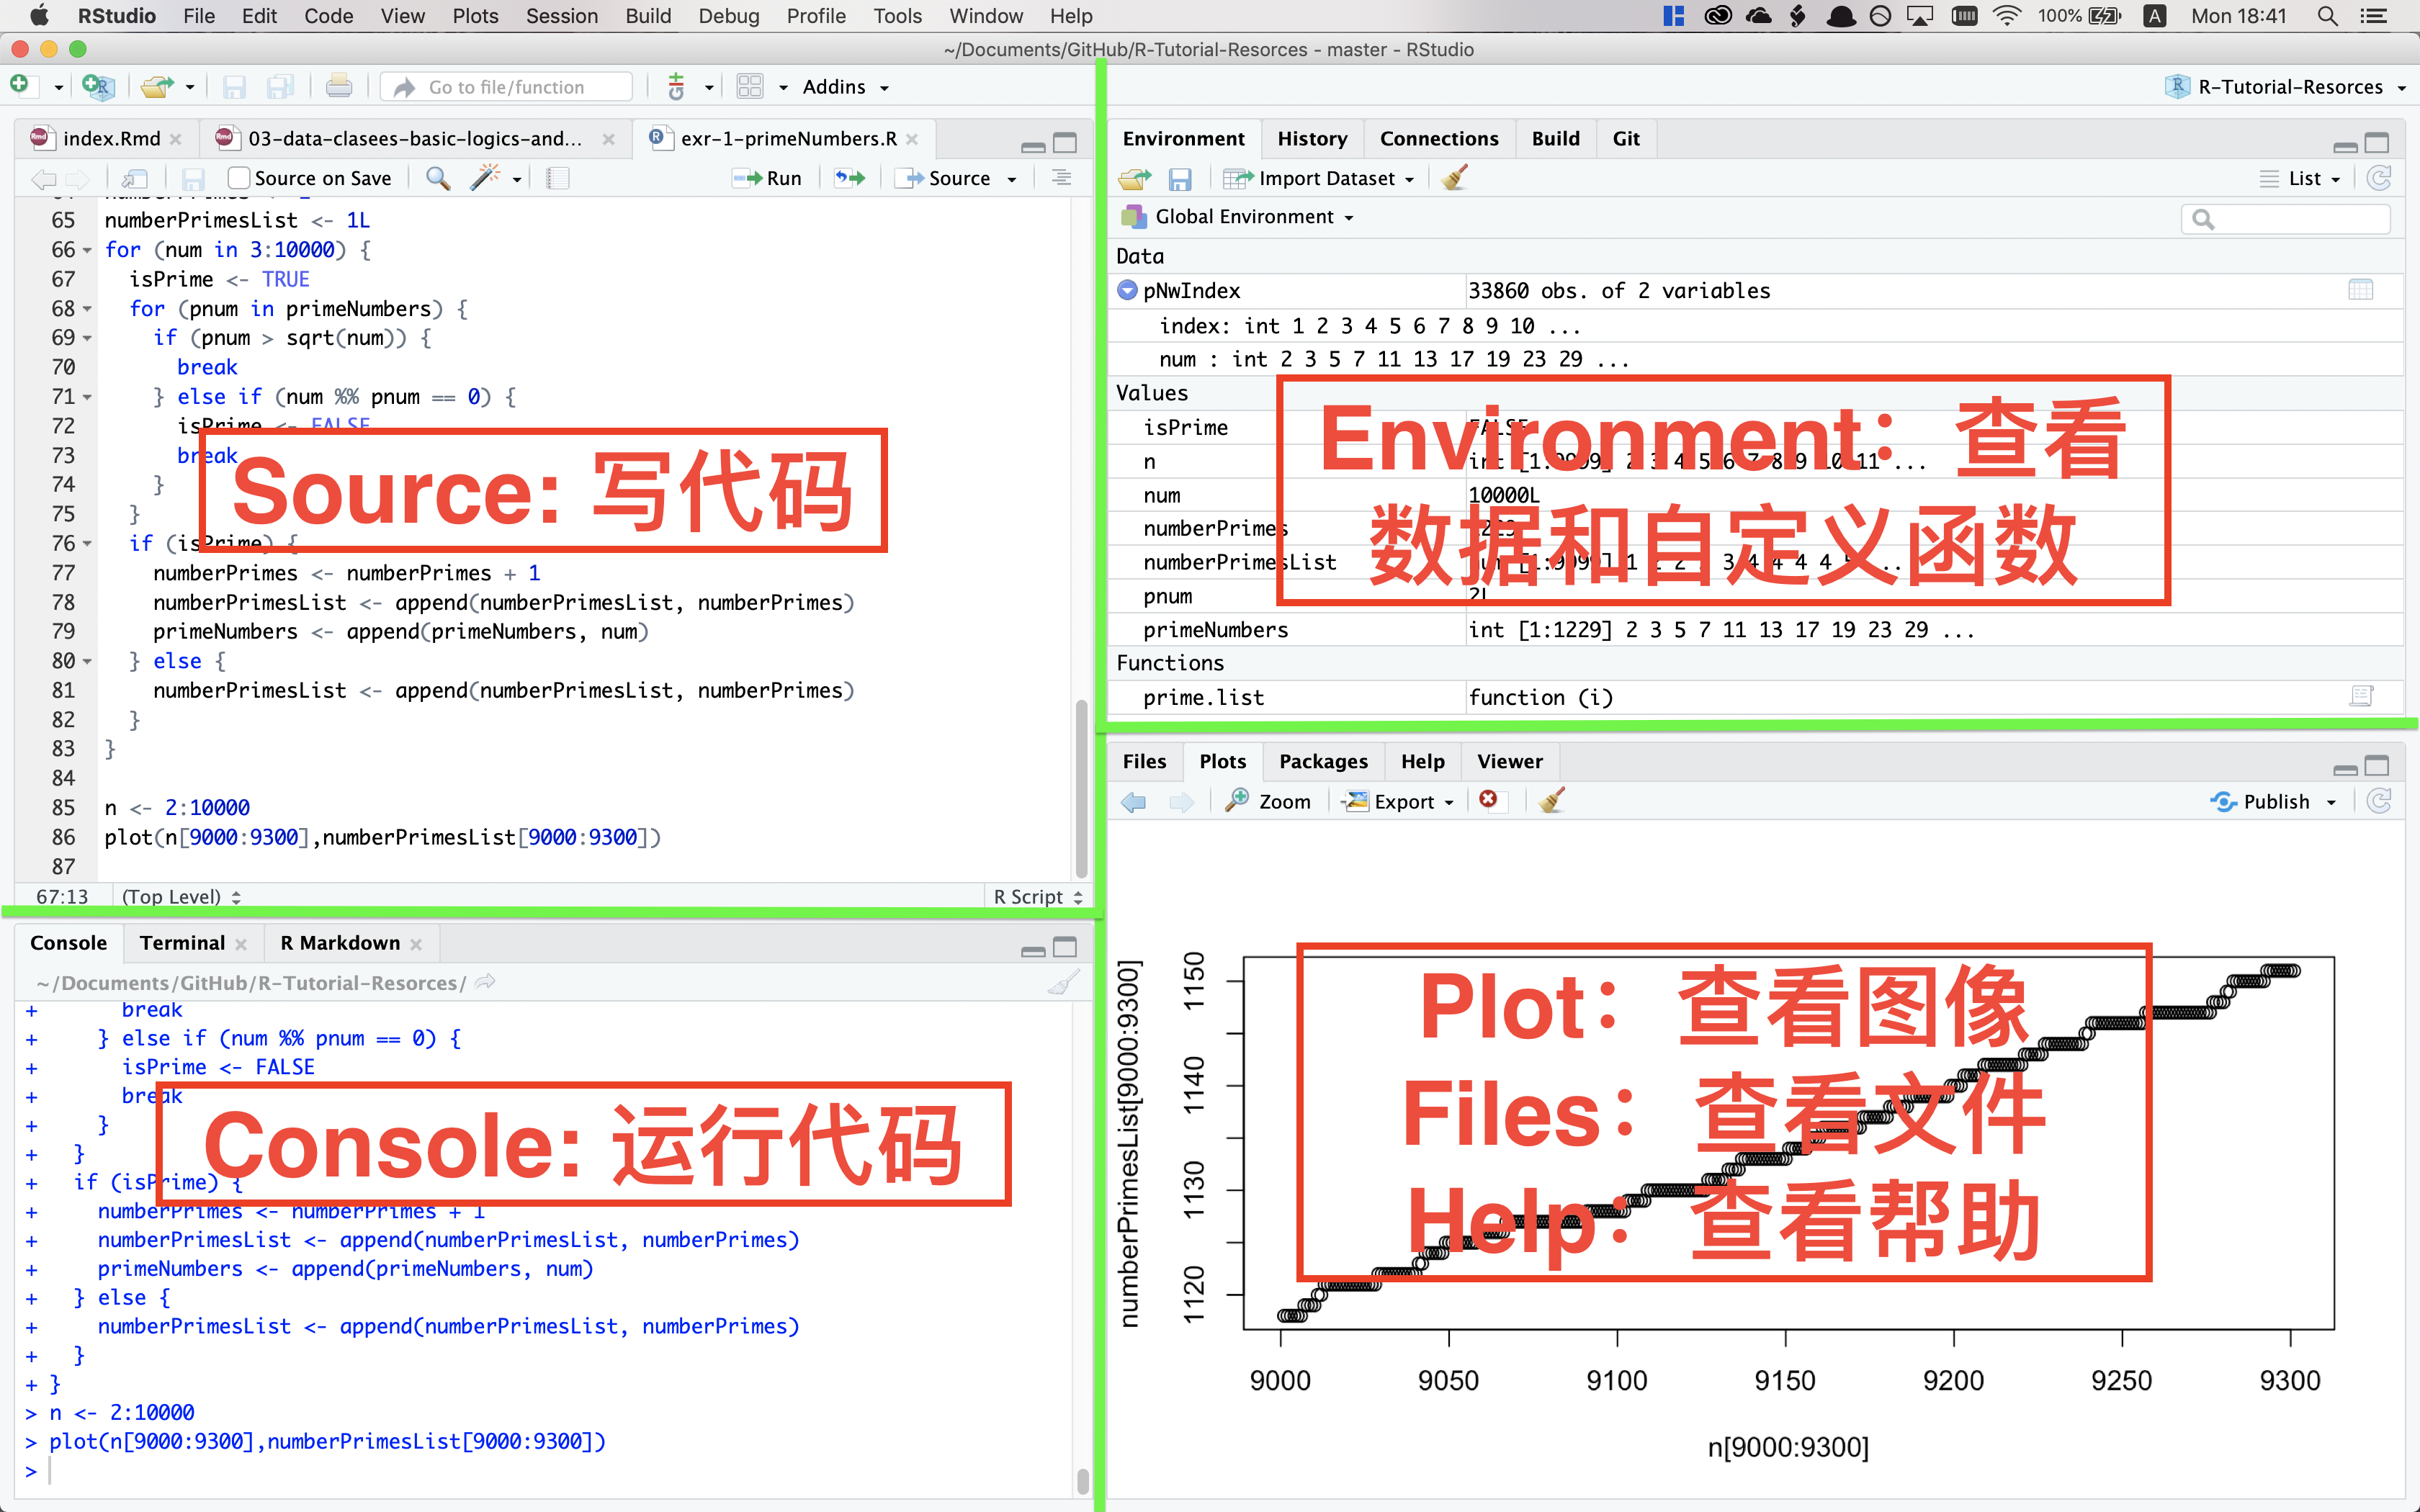 RStudio File Edit Code View Plots Session Build Debug Profile Tools Window Help 100% A Mon 18:41
~/Documents/GitHub/R-Tutorial-Resorces - master - RStudio
Go to file/function Addins R-Tutorial-Resorces
index.Rmd 03-data-clasees-basic-logics-and... exr-1-primeNumbers.R
Source on Save Run Source
65 numberPrimesList <- 1L
66 for (num in 3:10000) {
67 isPrime <- TRUE
68 for (pnum in primeNumbers) {
69 if (pnum > sqrt(num)) {
70 break
71 } else if (num %% pnum == 0) {
72 isPrime <- FALSE
73 break
74 }
75 }
76 if (isPrime) {
77 numberPrimes <- numberPrimes + 1
78 numberPrimesList <- append(numberPrimesList, numberPrimes)
79 primeNumbers <- append(primeNumbers, num)
80 } else {
81 numberPrimesList <- append(numberPrimesList, numberPrimes)
82 }
83 }
84
85 n <- 2:10000
86 plot(n[9000:9300],numberPrimesList[9000:9300])
87
67:13 (Top Level) R Script
Source: 写代码
Console Terminal R Markdown
~/Documents/GitHub/R-Tutorial-Resorces/
+ break
+ } else if (num %% pnum == 0) {
+ isPrime <- FALSE
+ break
+ }
+ }
+ if (isPrime) {
+ numberPrimes <- numberPrimes + 1
+ numberPrimesList <- append(numberPrimesList, numberPrimes)
+ primeNumbers <- append(primeNumbers, num)
+ } else {
+ numberPrimesList <- append(numberPrimesList, numberPrimes)
+ }
+ }
> n <- 2:10000
> plot(n[9000:9300],numberPrimesList[9000:9300])
>
Console: 运行代码
Environment History Connections Build Git
Import Dataset List
Global Environment
Data
pNwIndex 33860 obs. of 2 variables
index: int 1 2 3 4 5 6 7 8 9 10 ...
num : int 2 3 5 7 11 13 17 19 23 29 ...
Values
isPrime FALSE
n int [1:9999] 2 3 4 5 6 7 8 9 10 11 ...
num 10000L
numberPrimes
numberPrimesList
pnum 2L
primeNumbers int [1:1229] 2 3 5 7 11 13 17 19 23 29 ...
Functions
prime.list function (i)
Environment：查看
数据和自定义函数
Files Plots Packages Help Viewer
Zoom Export Publish
numberPrimesList[9000:9300]
1150
1140
1130
1120
9000 9050 9100 9150 9200 9250 9300
n[9000:9300]
Plot：查看图像
Files：查看文件
Help：查看帮助